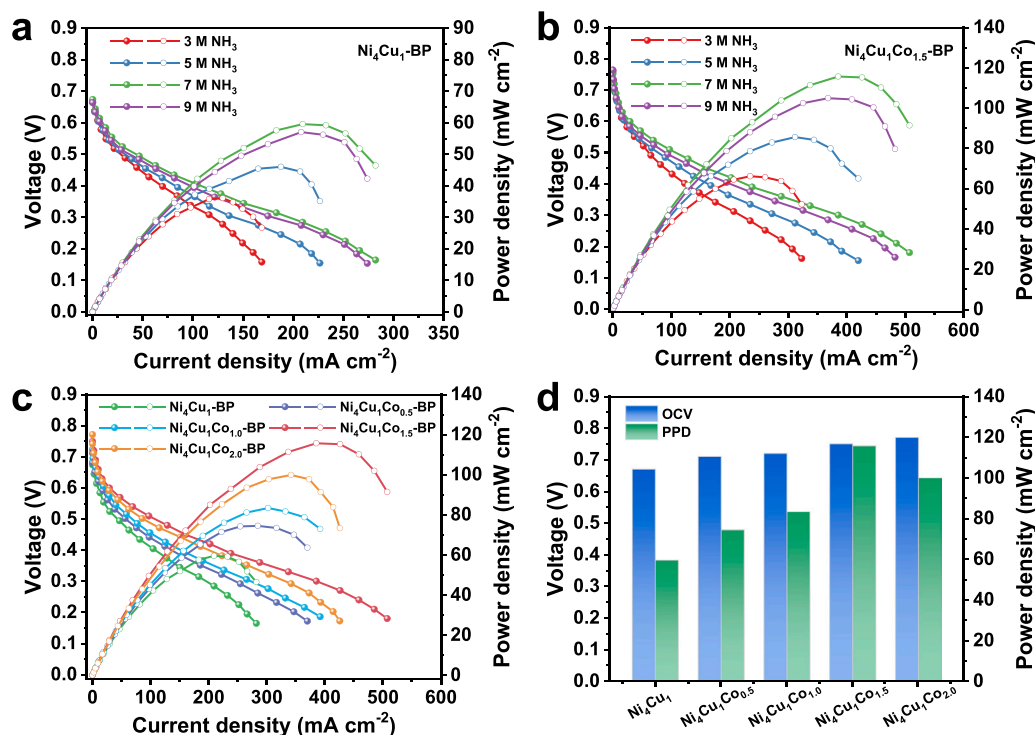 a
Ni₄Cu₁-BP
3 M NH₃
5 M NH₃
7 M NH₃
9 M NH₃
0.9
0.8
0.7
0.6
0.5
0.4
0.3
0.2
0.1
0.0
Voltage (V)
90
80
70
60
50
40
30
20
10
0
Power density (mW cm⁻²)
0 50 100 150 200 250 300 350
Current density (mA cm⁻²)
b
Ni₄Cu₁Co₁.₅-BP
3 M NH₃
5 M NH₃
7 M NH₃
9 M NH₃
0.9
0.8
0.7
0.6
0.5
0.4
0.3
0.2
0.1
0.0
Voltage (V)
140
120
100
80
60
40
20
0
Power density (mW cm⁻²)
0 100 200 300 400 500 600
Current density (mA cm⁻²)
c
Ni₄Cu₁-BP Ni₄Cu₁Co₀.₅-BP
Ni₄Cu₁Co₁.₀-BP Ni₄Cu₁Co₁.₅-BP
Ni₄Cu₁Co₂.₀-BP
0.9
0.8
0.7
0.6
0.5
0.4
0.3
0.2
0.1
0.0
Voltage (V)
140
120
100
80
60
40
20
0
Power density (mW cm⁻²)
0 100 200 300 400 500 600
Current density (mA cm⁻²)
d
OCV
PPD
0.9
0.8
0.7
0.6
0.5
0.4
0.3
0.2
0.1
0.0
Voltage (V)
140
120
100
80
60
40
20
0
Power density (mW cm⁻²)
Ni₄Cu₁ Ni₄Cu₁Co₀.₅ Ni₄Cu₁Co₁.₀ Ni₄Cu₁Co₁.₅ Ni₄Cu₁Co₂.₀